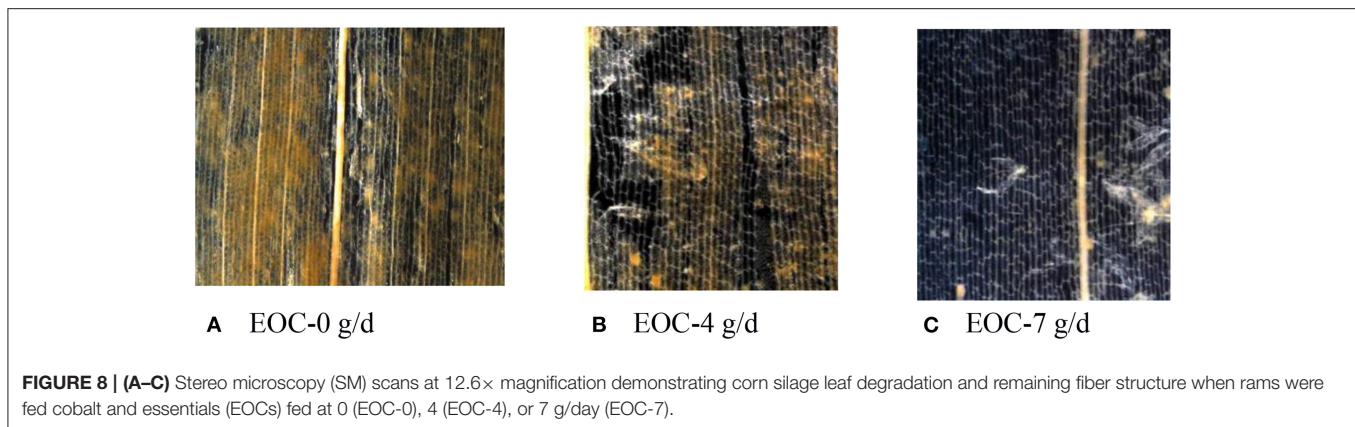 A EOC-0 g/d
B EOC-4 g/d
C EOC-7 g/d
FIGURE 8 | (A–C) Stereo microscopy (SM) scans at 12.6× magnification demonstrating corn silage leaf degradation and remaining fiber structure when rams were
fed cobalt and essentials (EOCs) fed at 0 (EOC-0), 4 (EOC-4), or 7 g/day (EOC-7).